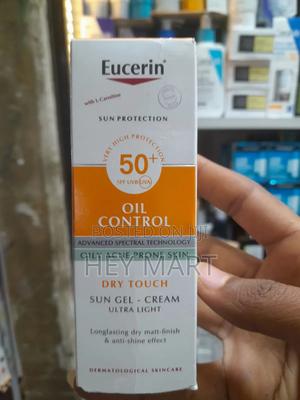 Eucerin®
with L-Carnitine
SUN PROTECTION
VERY HIGH PROTECTION
50+
SPF UVB UVA
OIL
CONTROL
POSTED ON JIJI
ADVANCED SPECTRAL TECHNOLOGY
OILY/ACNE-PRONE SKIN
HEY MART
DRY TOUCH
SUN GEL - CREAM
ULTRA LIGHT
Longlasting dry matt-finish
& anti-shine effect
DERMATOLOGICAL SKINCARE